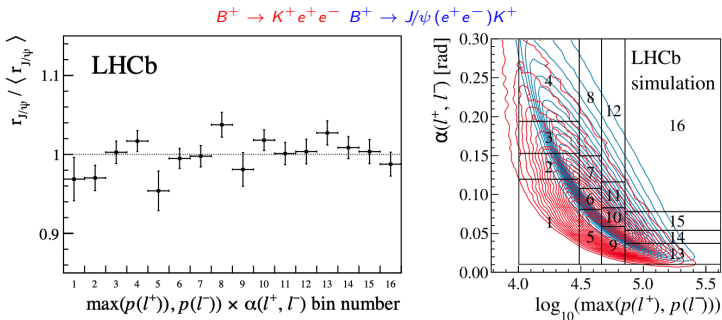 B⁺ → K⁺e⁺e⁻ B⁺ → J/ψ(e⁺e⁻)K⁺
r_J/ψ / ⟨ r_J/ψ ⟩
LHCb
1.1
1
0.9
1 2 3 4 5 6 7 8 9 10 11 12 13 14 15 16
max(p(l⁺)), p(l⁻)) × α(l⁺, l⁻) bin number
α(l⁺, l⁻) [rad]
0.30
0.25
0.20
0.15
0.10
0.05
0.00
LHCb
simulation
4
8
12
16
3
2
7
11
6
10
15
1
5
9
14
13
4.0 4.5 5.0 5.5
log₁₀(max(p(l⁺), p(l⁻)))